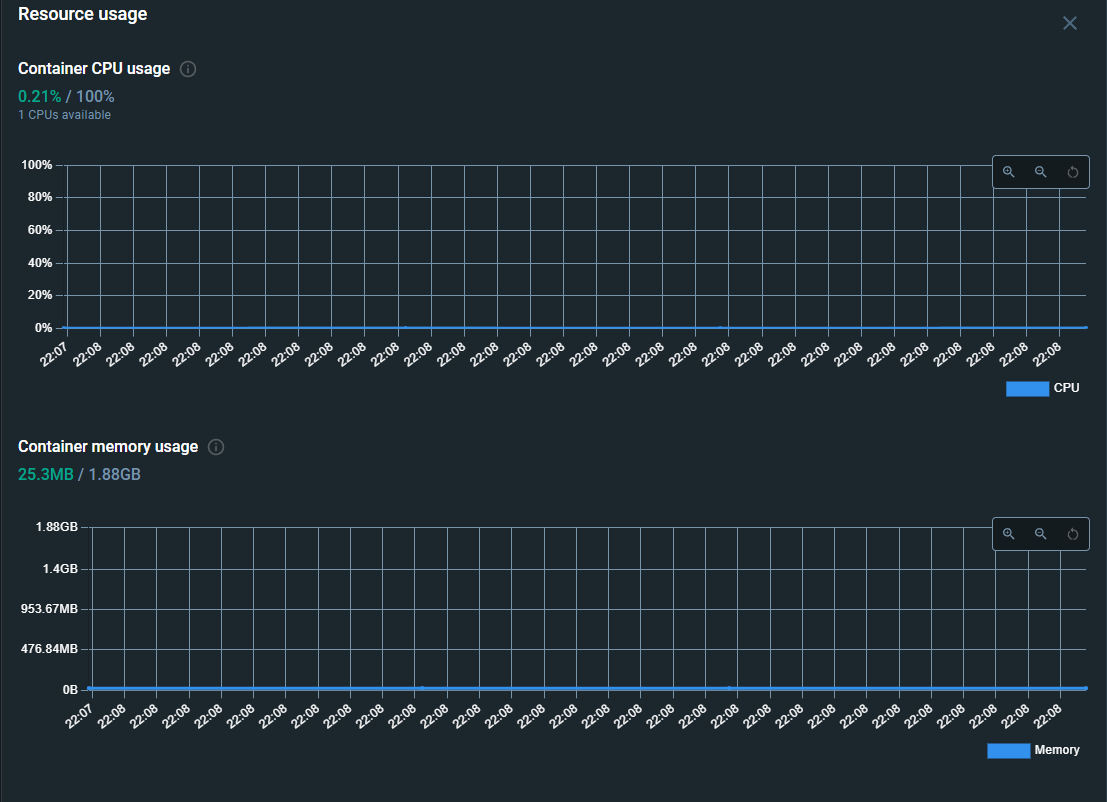 Resource usage
Container CPU usage
0.21% / 100%
1 CPUs available
100%
80%
60%
40%
20%
0%
22:07 22:08 22:08 22:08 22:08 22:08 22:08 22:08 22:08 22:08 22:08 22:08 22:08 22:08 22:08 22:08 22:08 22:08 22:08 22:08 22:08 22:08 22:08 22:08 22:08 22:08 22:08 22:08 22:08 22:08 22:08
CPU
Container memory usage
25.3MB / 1.88GB
1.88GB
1.4GB
953.67MB
476.84MB
0B
22:07 22:08 22:08 22:08 22:08 22:08 22:08 22:08 22:08 22:08 22:08 22:08 22:08 22:08 22:08 22:08 22:08 22:08 22:08 22:08 22:08 22:08 22:08 22:08 22:08 22:08 22:08 22:08 22:08 22:08 22:08
Memory